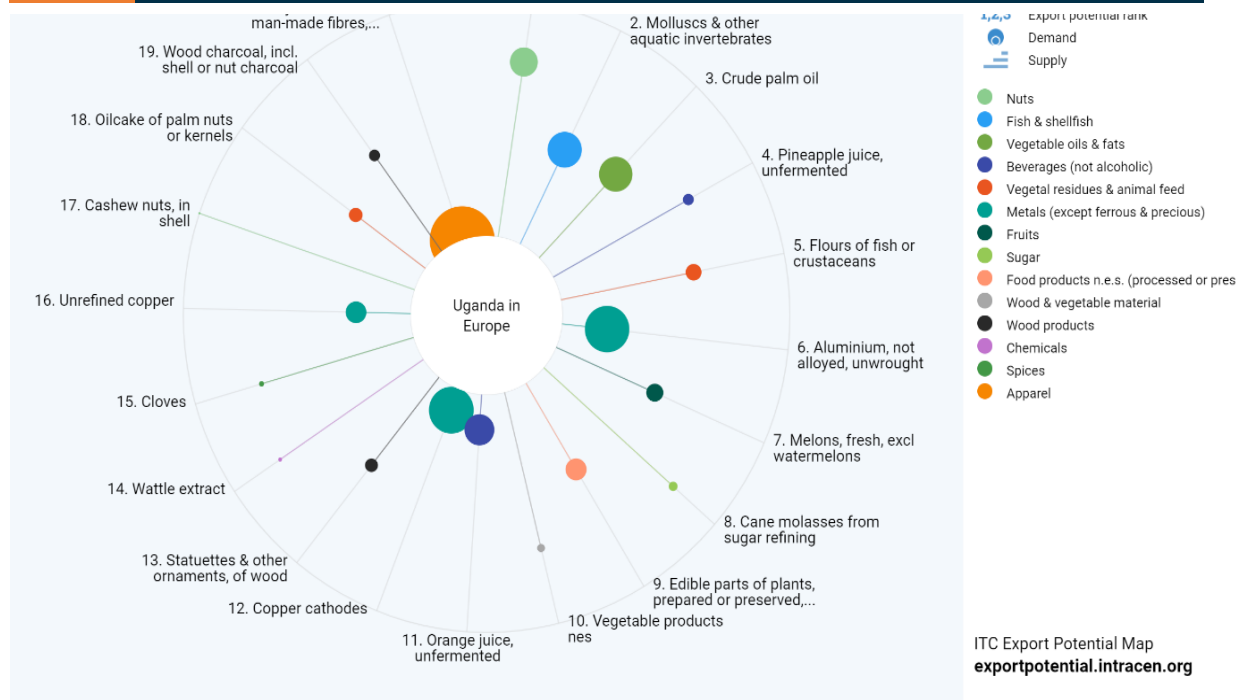 man-made fibres,...
19. Wood charcoal, incl.
shell or nut charcoal
18. Oilcake of palm nuts
or kernels
17. Cashew nuts, in
shell
16. Unrefined copper
15. Cloves
14. Wattle extract
13. Statuettes & other
ornaments, of wood
12. Copper cathodes
11. Orange juice,
unfermented
10. Vegetable products
nes
9. Edible parts of plants,
prepared or preserved,...
8. Cane molasses from
sugar refining
7. Melons, fresh, excl
watermelons
6. Aluminium, not
alloyed, unwrought
5. Flours of fish or
crustaceans
4. Pineapple juice,
unfermented
3. Crude palm oil
2. Molluscs & other
aquatic invertebrates
Uganda in
Europe
1,2,3 Export potential rank
Demand
Supply
Nuts
Fish & shellfish
Vegetable oils & fats
Beverages (not alcoholic)
Vegetal residues & animal feed
Metals (except ferrous & precious)
Fruits
Sugar
Food products n.e.s. (processed or pres
Wood & vegetable material
Wood products
Chemicals
Spices
Apparel
ITC Export Potential Map
exportpotential.intracen.org